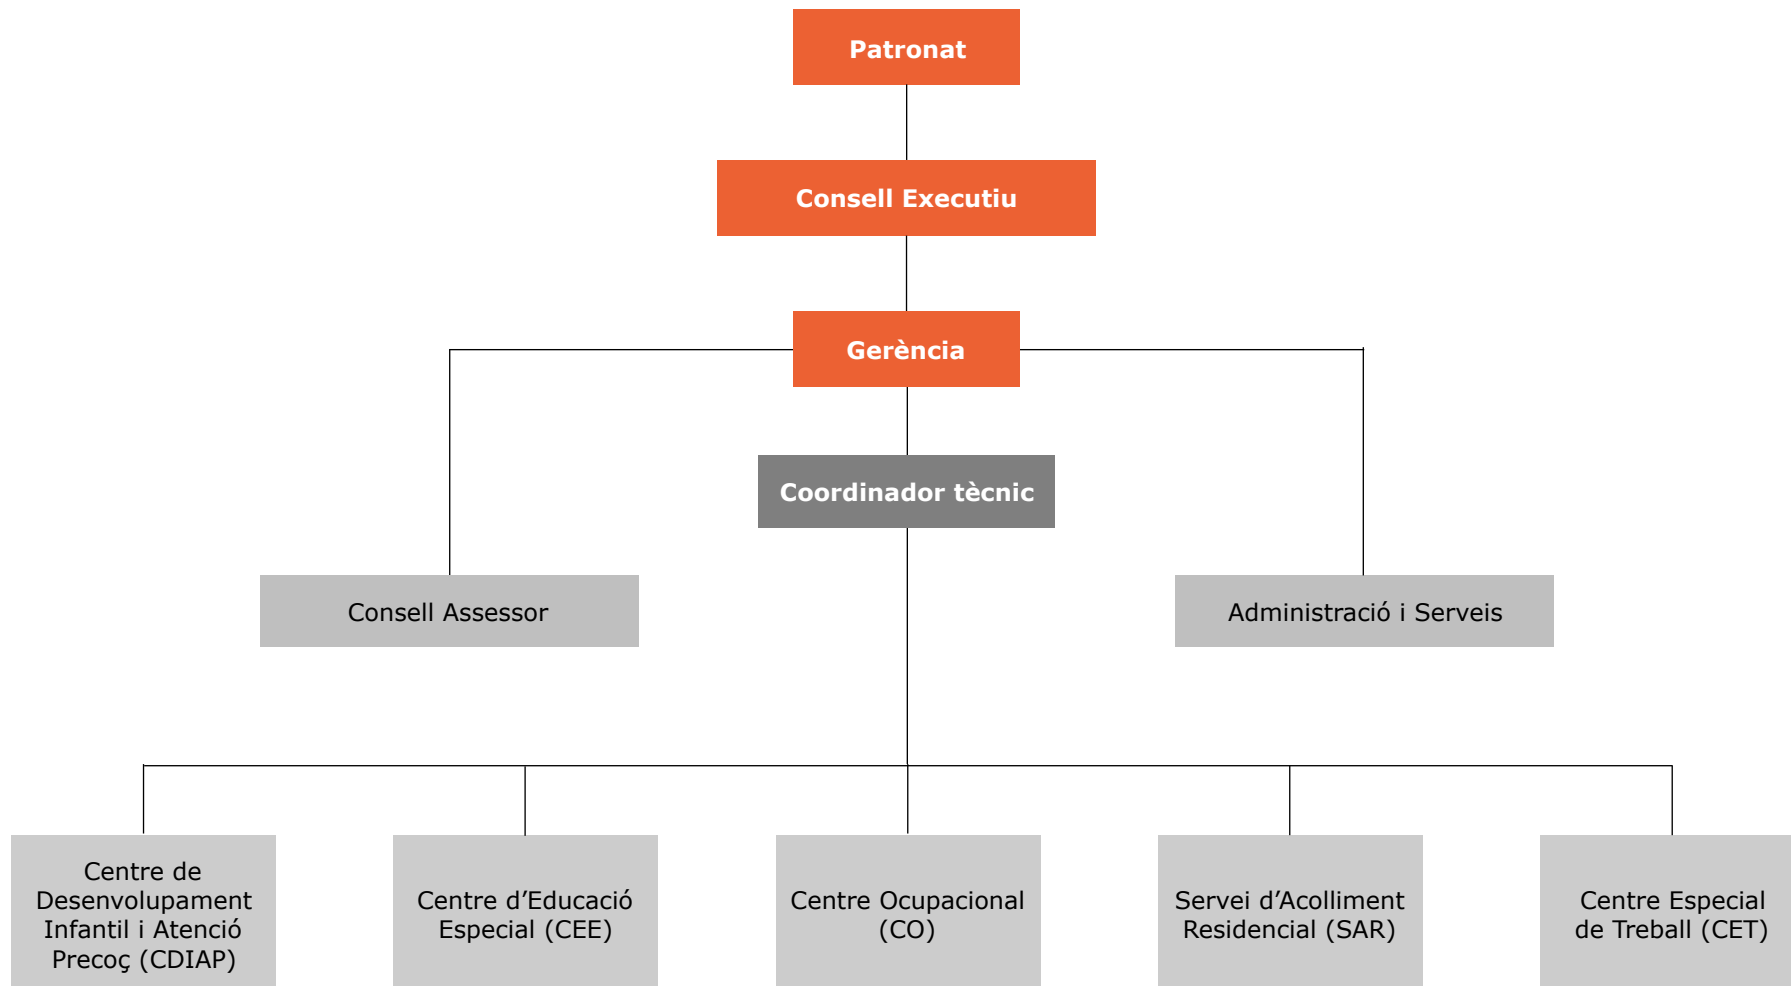 Patronat
Consell Executiu
Gerència
Coordinador tècnic
Consell Assessor
Administració i Serveis
Centre de
Desenvolupament
Infantil i Atenció
Precoç (CDIAP)
Centre d’Educació
Especial (CEE)
Centre Ocupacional
(CO)
Servei d’Acolliment
Residencial (SAR)
Centre Especial
de Treball (CET)